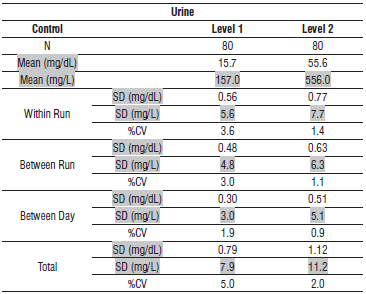 Urine
Control Level 1 Level 2
N 80 80
Mean (mg/dL) 15.7 55.6
Mean (mg/L) 157.0 556.0
Within Run SD (mg/dL) 0.56 0.77
SD (mg/L) 5.6 7.7
%CV 3.6 1.4
Between Run SD (mg/dL) 0.48 0.63
SD (mg/L) 4.8 6.3
%CV 3.0 1.1
Between Day SD (mg/dL) 0.30 0.51
SD (mg/L) 3.0 5.1
%CV 1.9 0.9
Total SD (mg/dL) 0.79 1.12
SD (mg/L) 7.9 11.2
%CV 5.0 2.0